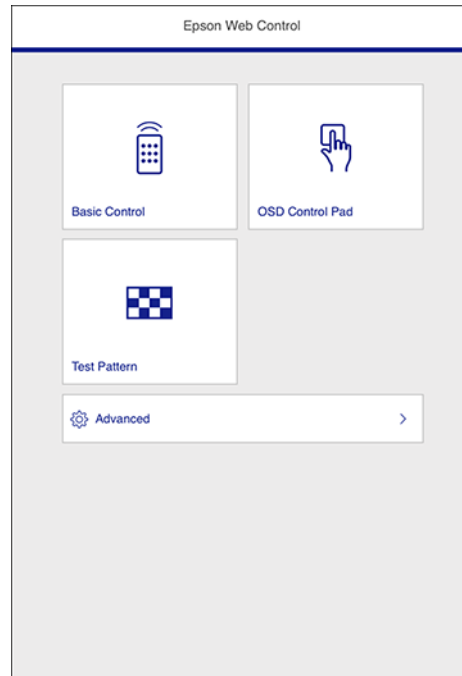 Epson Web Control
Basic Control
OSD Control Pad
Test Pattern
Advanced